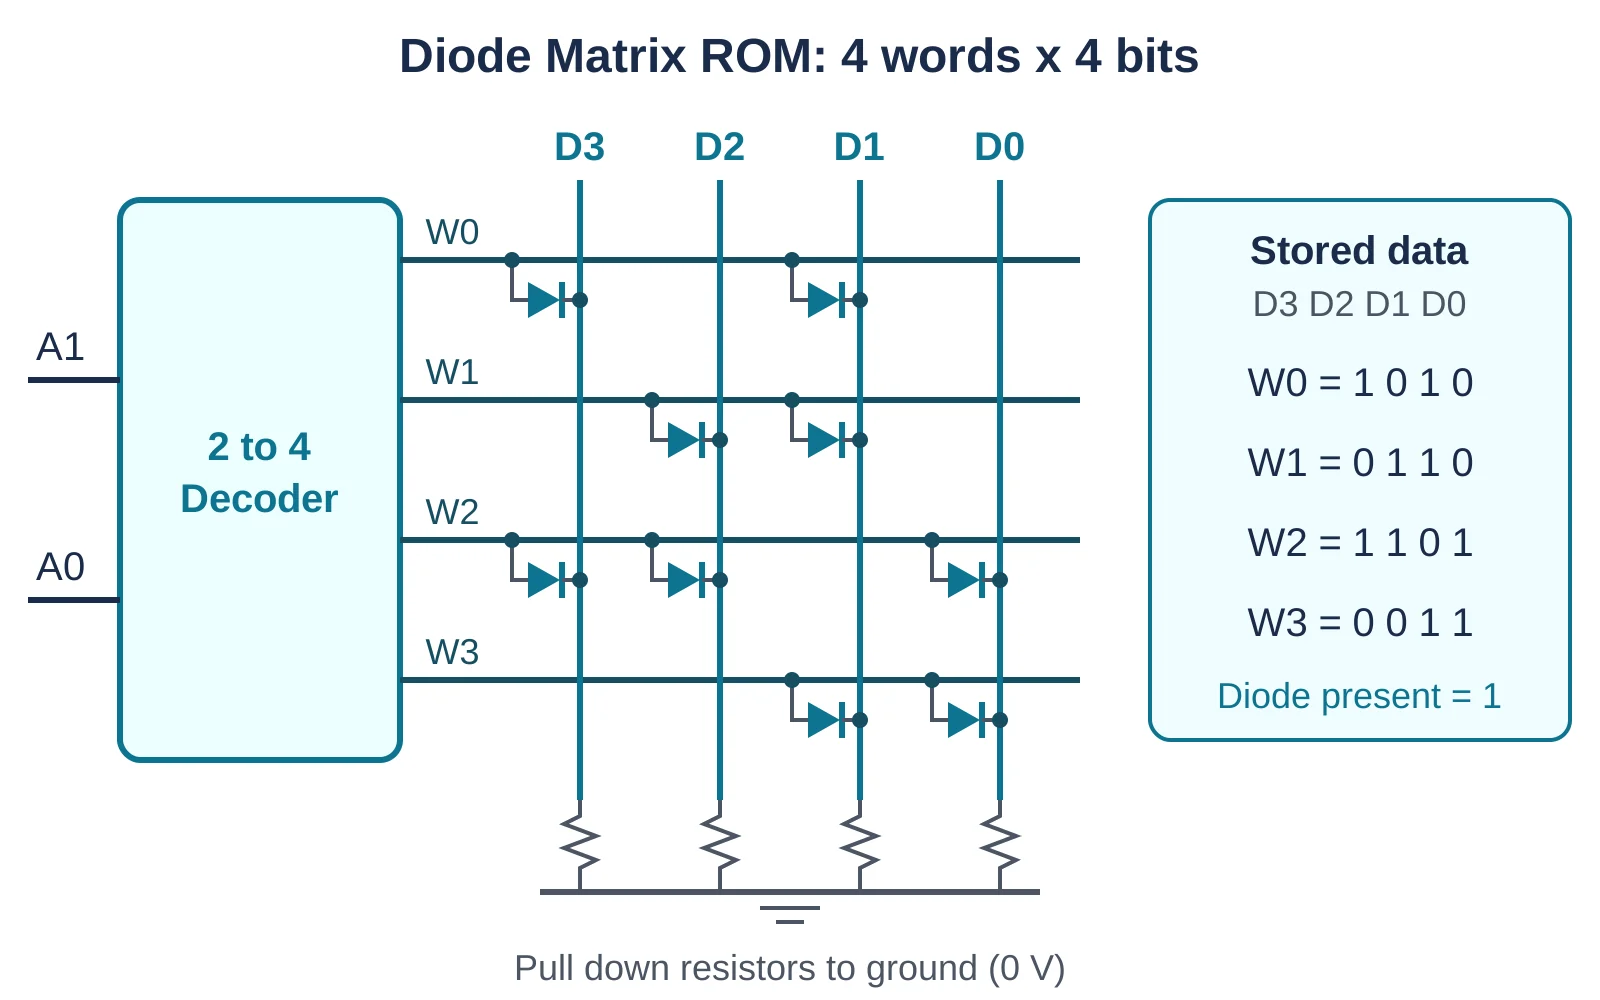 Diode Matrix ROM: 4 words x 4 bits
D3 D2 D1 D0
W0
W1
W2
W3
A1
A0
2 to 4
Decoder
Stored data
D3 D2 D1 D0
W0 = 1 0 1 0
W1 = 0 1 1 0
W2 = 1 1 0 1
W3 = 0 0 1 1
Diode present = 1
Pull down resistors to ground (0 V)